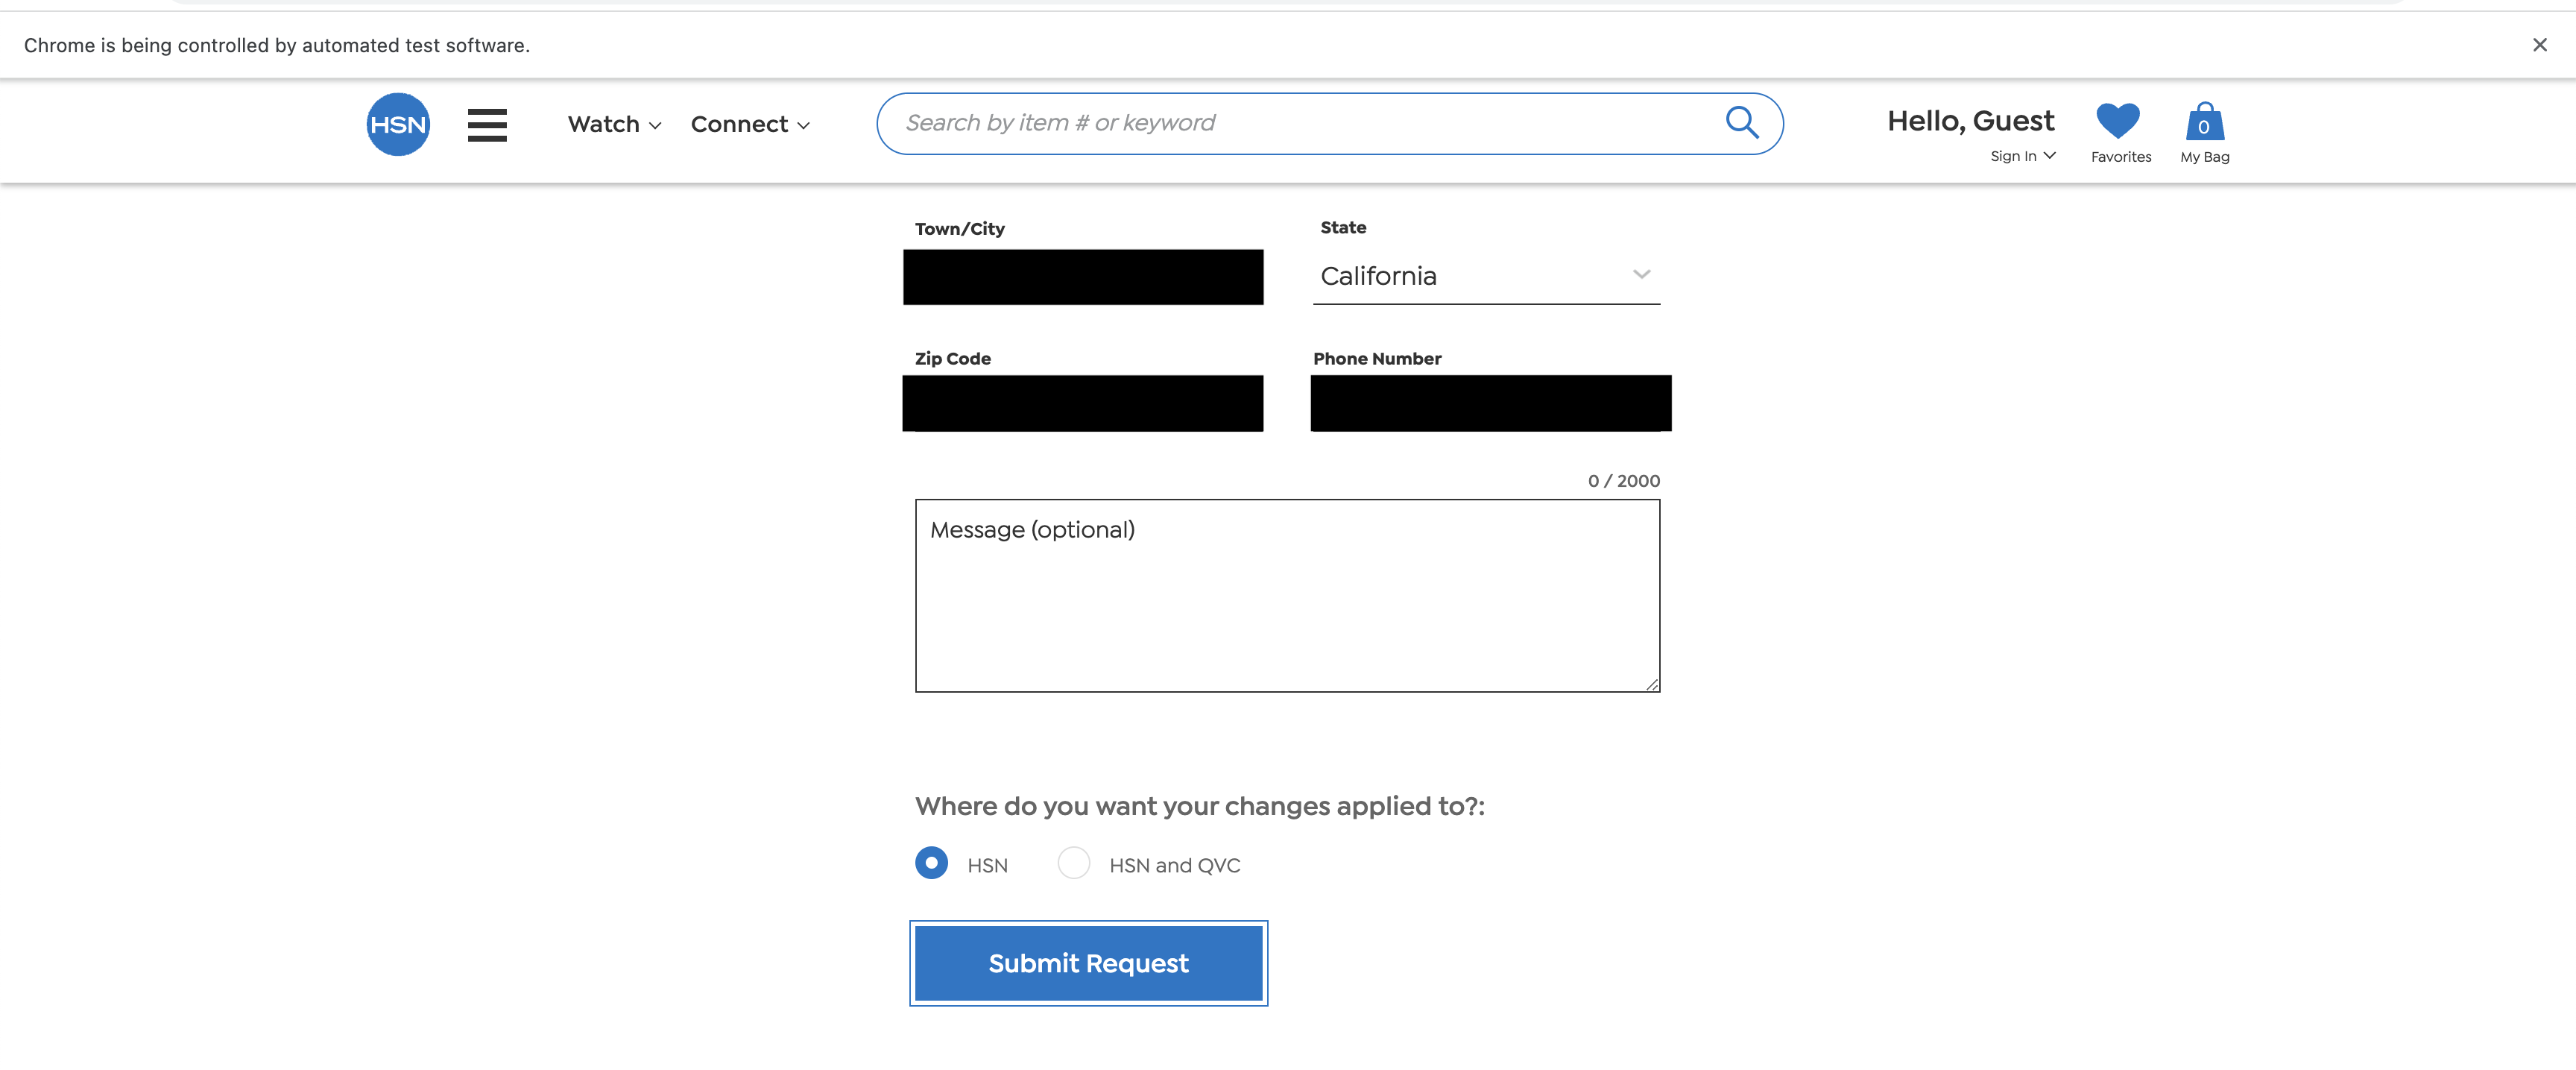 Chrome is being controlled by automated test software.
HSN
Watch
Connect
Search by item # or keyword
Hello, Guest
Sign In
Favorites
0
My Bag
Town/City
State
California
Zip Code
Phone Number
0 / 2000
Message (optional)
Where do you want your changes applied to?:
HSN
HSN and QVC
Submit Request